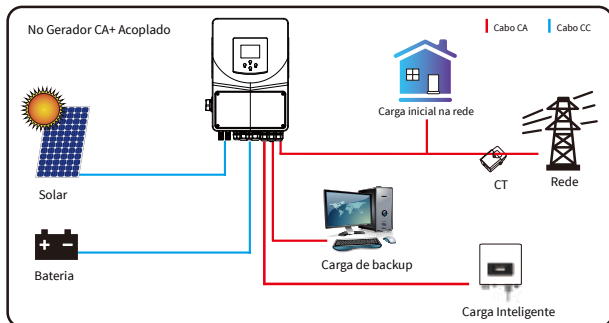 No Gerador CA+ Acoplado
Cabo CA
Cabo CC
Carga inicial na rede
Solar
CT
Rede
Bateria
Carga de backup
Carga Inteligente